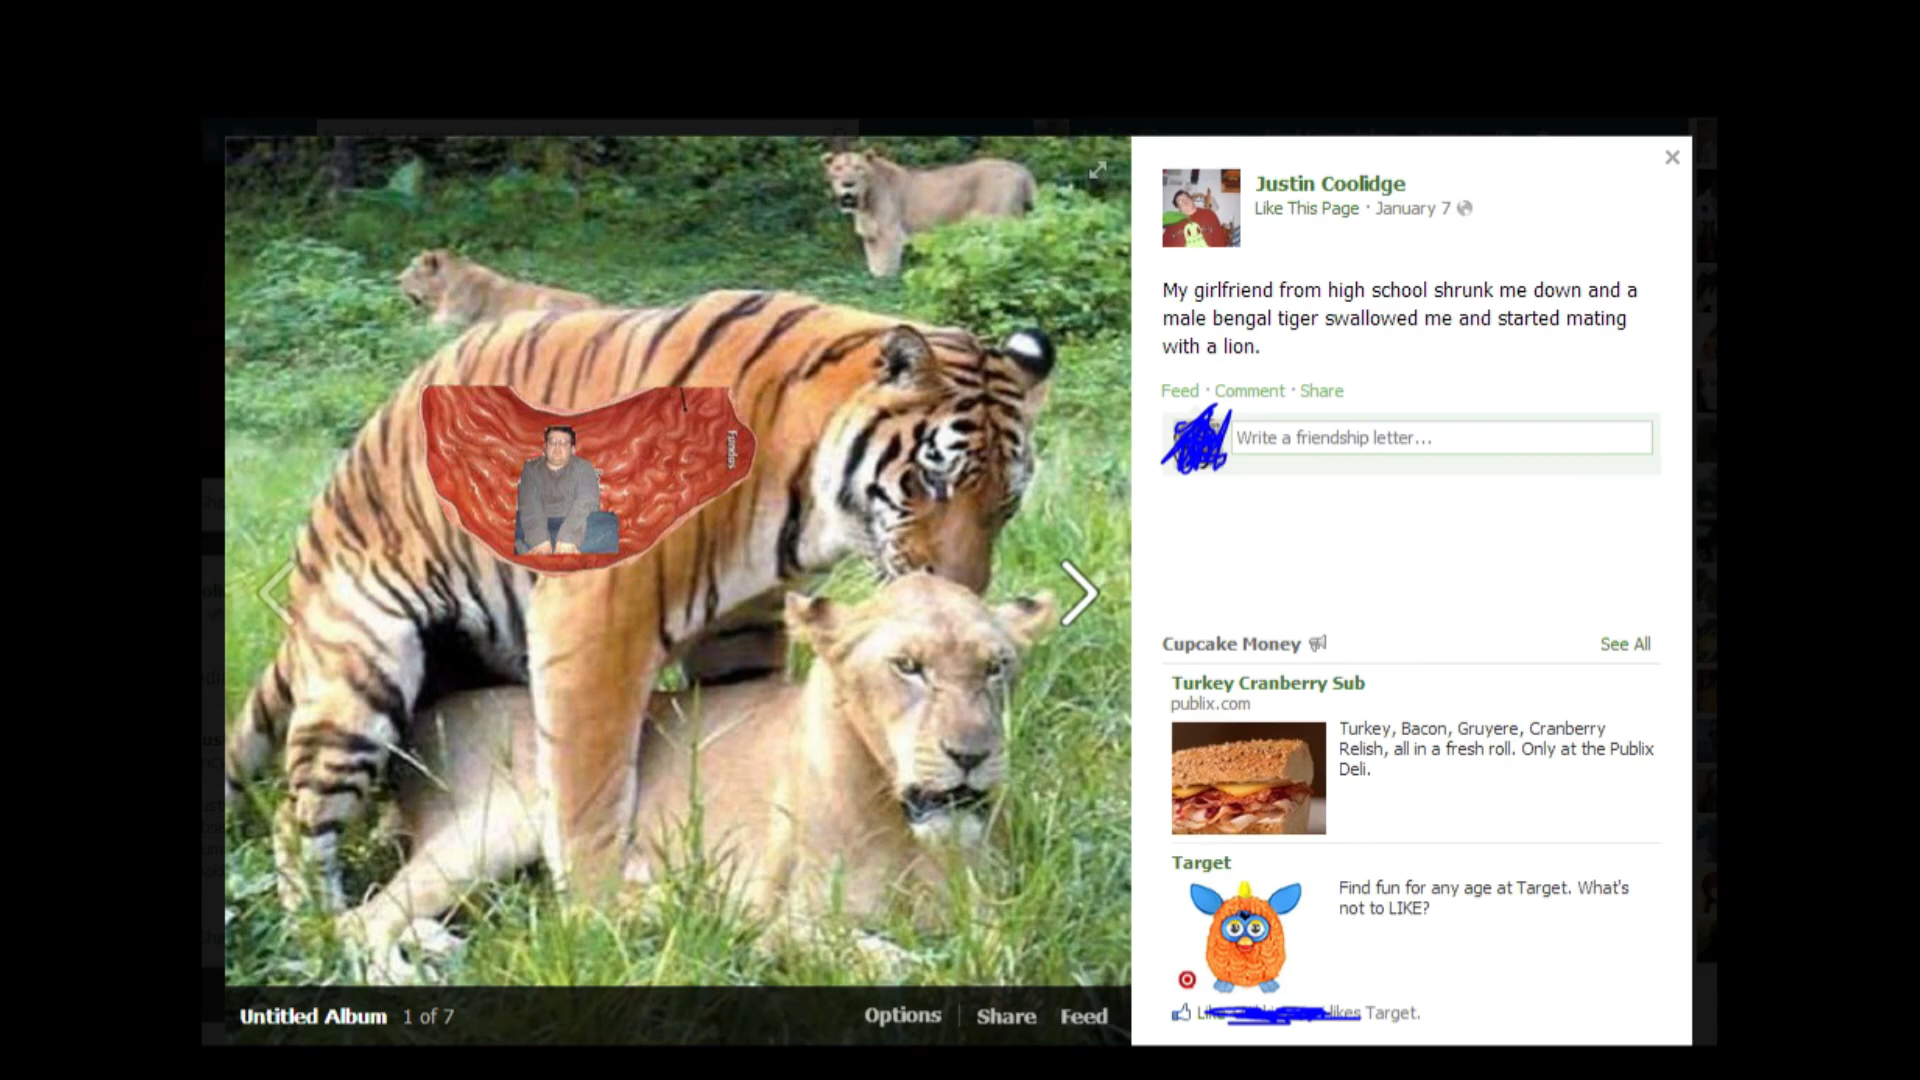 Fundus
Untitled Album 1 of 7
Options Share Feed
Justin Coolidge
Like This Page · January 7
My girlfriend from high school shrunk me down and a
male bengal tiger swallowed me and started mating
with a lion.
Feed · Comment · Share
Write a friendship letter...
Cupcake Money
See All
Turkey Cranberry Sub
publix.com
Turkey, Bacon, Gruyere, Cranberry
Relish, all in a fresh roll. Only at the Publix
Deli.
Target
Find fun for any age at Target. What's
not to LIKE?
likes Target.